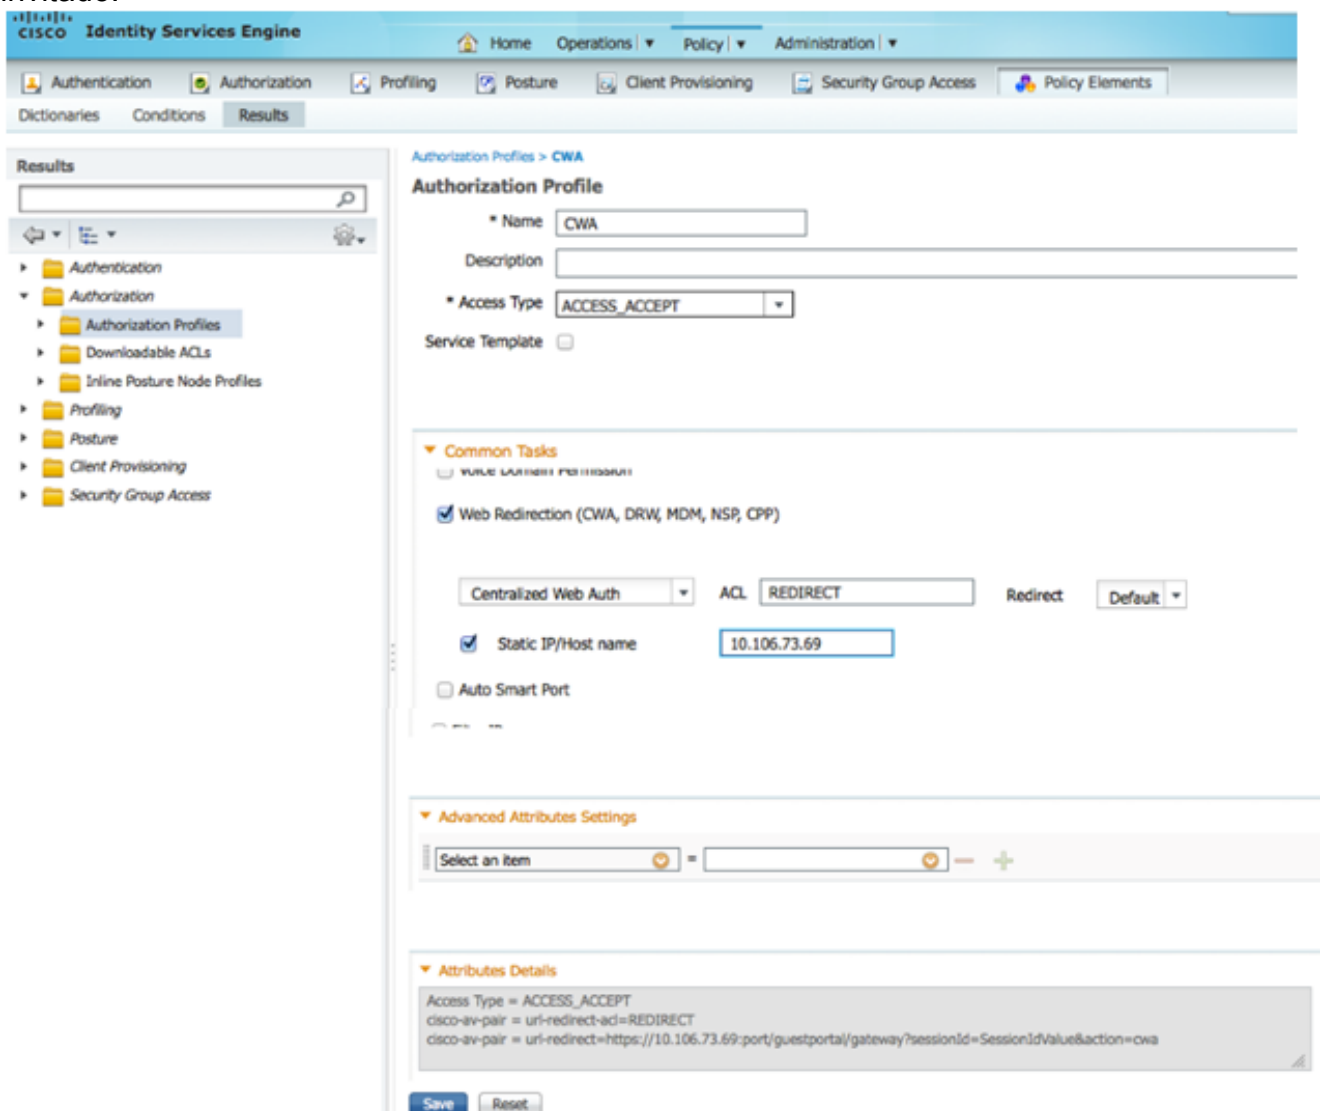 invitado.
cisco Identity Services Engine
Home Operations Policy Administration
Authentication Authorization Profiling Posture Client Provisioning Security Group Access Policy Elements
Dictionaries Conditions Results
Results
Authentication
Authorization
Authorization Profiles
Downloadable ACLs
Inline Posture Node Profiles
Profiling
Posture
Client Provisioning
Security Group Access
Authorization Profiles > CWA
Authorization Profile
* Name CWA
Description
* Access Type ACCESS_ACCEPT
Service Template
Common Tasks
Voice Domain Permission
Web Redirection (CWA, DRW, MDM, NSP, CPP)
Centralized Web Auth ACL REDIRECT Redirect Default
Static IP/Host name 10.106.73.69
Auto Smart Port
Advanced Attributes Settings
Select an item =
Attributes Details
Access Type = ACCESS_ACCEPT
cisco-av-pair = url-redirect-acl=REDIRECT
cisco-av-pair = url-redirect=https://10.106.73.69:port/guestportal/gateway?sessionId=SessionIdValue&action=cwa
Save Reset